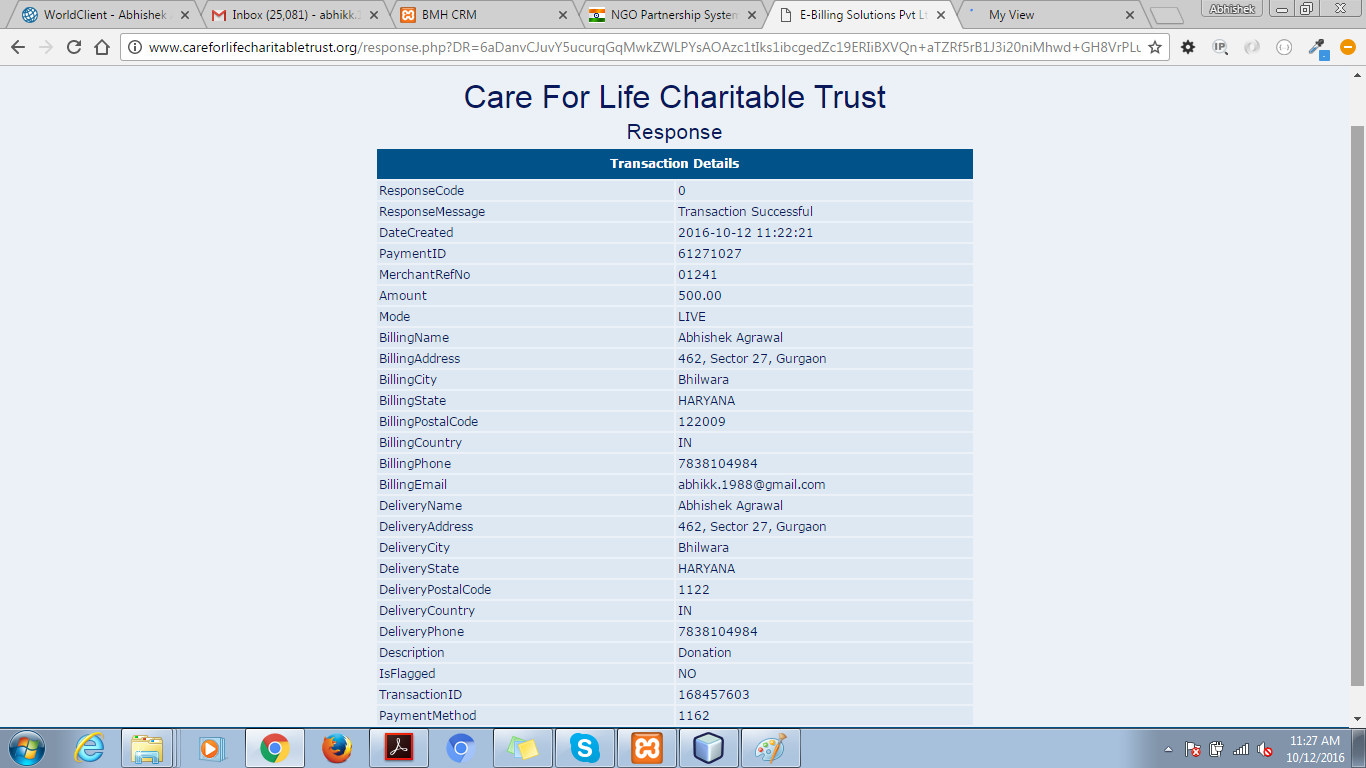 WorldClient - Abhishek
Inbox (25,081) - abhikk.
BMH CRM
NGO Partnership System
E-Billing Solutions Pvt Lt
My View
Abhishek
www.careforlifecharitabletrust.org/response.php?DR=6aDanvCJuvY5ucurqGqMwkZWLPYsAOAzc1tIks1ibcgedZc19ERIiBXVQn+aTZRf5rB1J3i20niMhwd+GH8VrPLu
IP
Care For Life Charitable Trust
Response
Transaction Details
ResponseCode 0
ResponseMessage Transaction Successful
DateCreated 2016-10-12 11:22:21
PaymentID 61271027
MerchantRefNo 01241
Amount 500.00
Mode LIVE
BillingName Abhishek Agrawal
BillingAddress 462, Sector 27, Gurgaon
BillingCity Bhilwara
BillingState HARYANA
BillingPostalCode 122009
BillingCountry IN
BillingPhone 7838104984
BillingEmail abhikk.1988@gmail.com
DeliveryName Abhishek Agrawal
DeliveryAddress 462, Sector 27, Gurgaon
DeliveryCity Bhilwara
DeliveryState HARYANA
DeliveryPostalCode 1122
DeliveryCountry IN
DeliveryPhone 7838104984
Description Donation
IsFlagged NO
TransactionID 168457603
PaymentMethod 1162
11:27 AM
10/12/2016